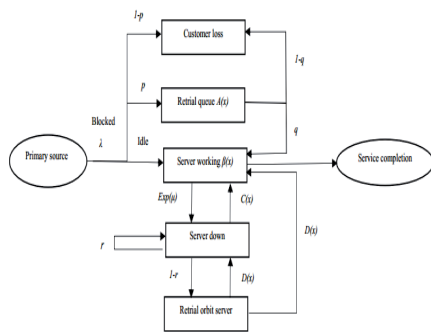 1-p
Customer loss
1-q
p
Retrial queue A(x)
Blocked
q
λ
Idle
Primary source
Server working β(x)
Service completion
Exp(μ)
C(x)
r
Server down
D(x)
1-r
D(x)
Retrial orbit server